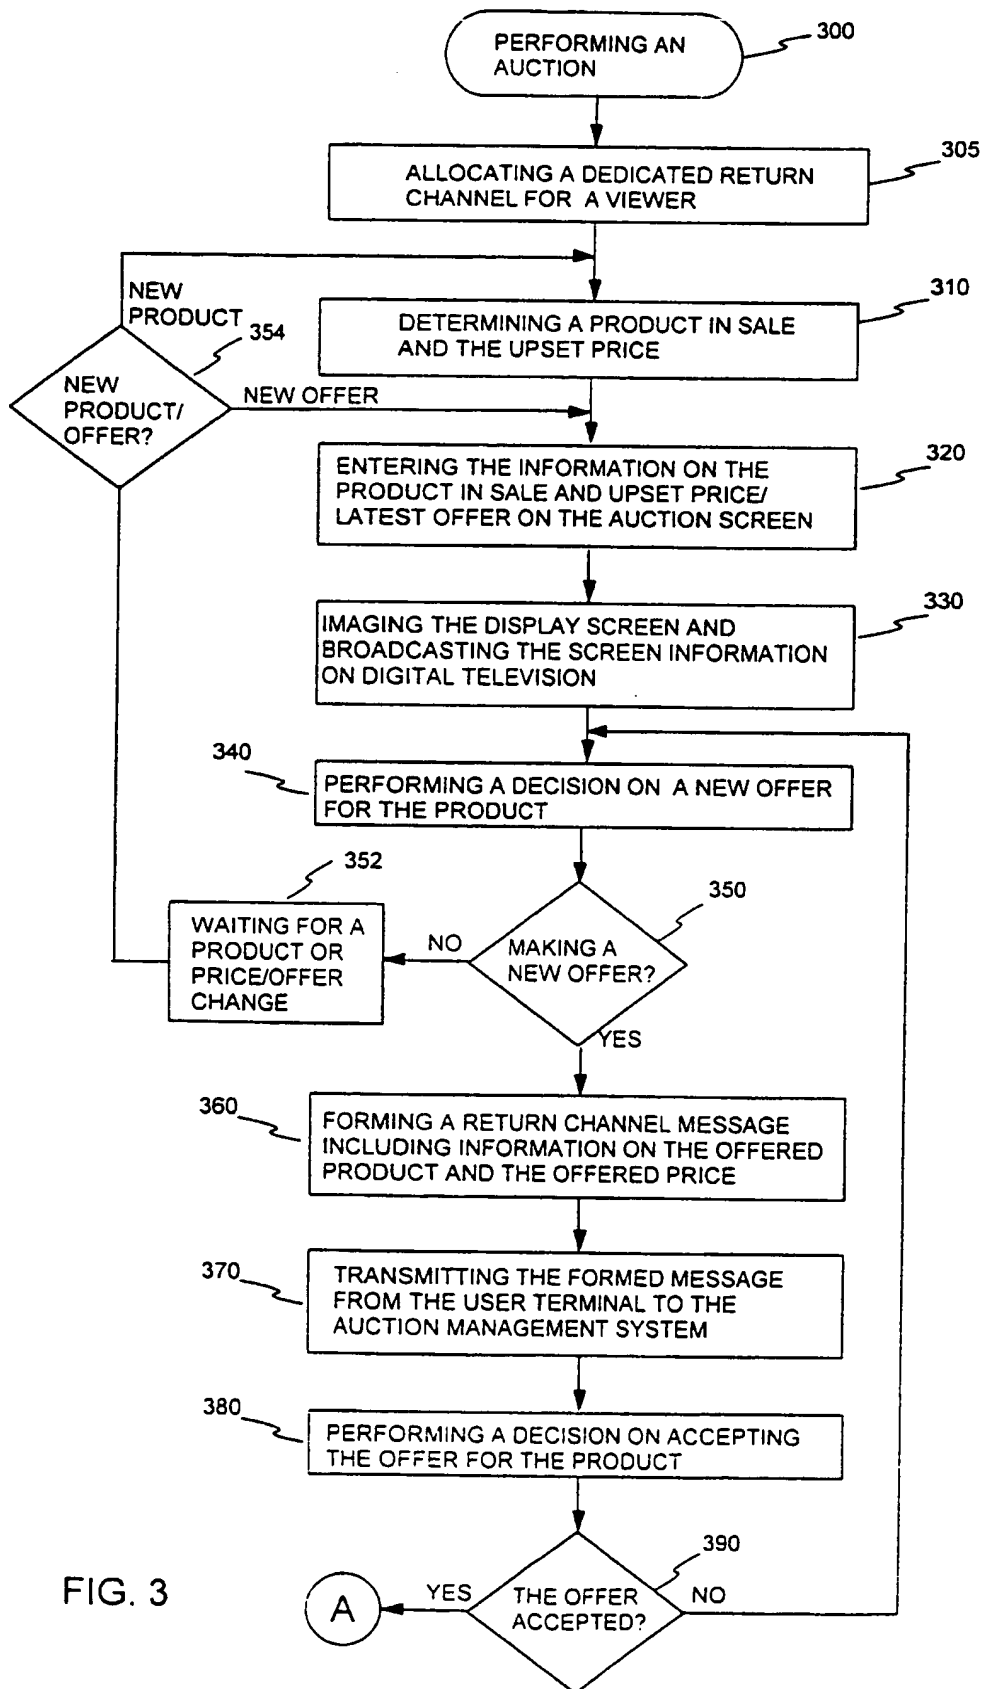 PERFORMING AN
AUCTION
300
305
ALLOCATING A DEDICATED RETURN
CHANNEL FOR A VIEWER
NEW
PRODUCT
310
DETERMINING A PRODUCT IN SALE
AND THE UPSET PRICE
354
NEW
PRODUCT/
OFFER?
NEW OFFER
320
ENTERING THE INFORMATION ON THE
PRODUCT IN SALE AND UPSET PRICE/
LATEST OFFER ON THE AUCTION SCREEN
330
IMAGING THE DISPLAY SCREEN AND
BROADCASTING THE SCREEN INFORMATION
ON DIGITAL TELEVISION
340
PERFORMING A DECISION ON A NEW OFFER
FOR THE PRODUCT
352
350
WAITING FOR A
PRODUCT OR
PRICE/OFFER
CHANGE
NO
MAKING A
NEW OFFER?
YES
360
FORMING A RETURN CHANNEL MESSAGE
INCLUDING INFORMATION ON THE OFFERED
PRODUCT AND THE OFFERED PRICE
370
TRANSMITTING THE FORMED MESSAGE
FROM THE USER TERMINAL TO THE
AUCTION MANAGEMENT SYSTEM
380
PERFORMING A DECISION ON ACCEPTING
THE OFFER FOR THE PRODUCT
390
FIG. 3
A
YES
THE OFFER
ACCEPTED?
NO